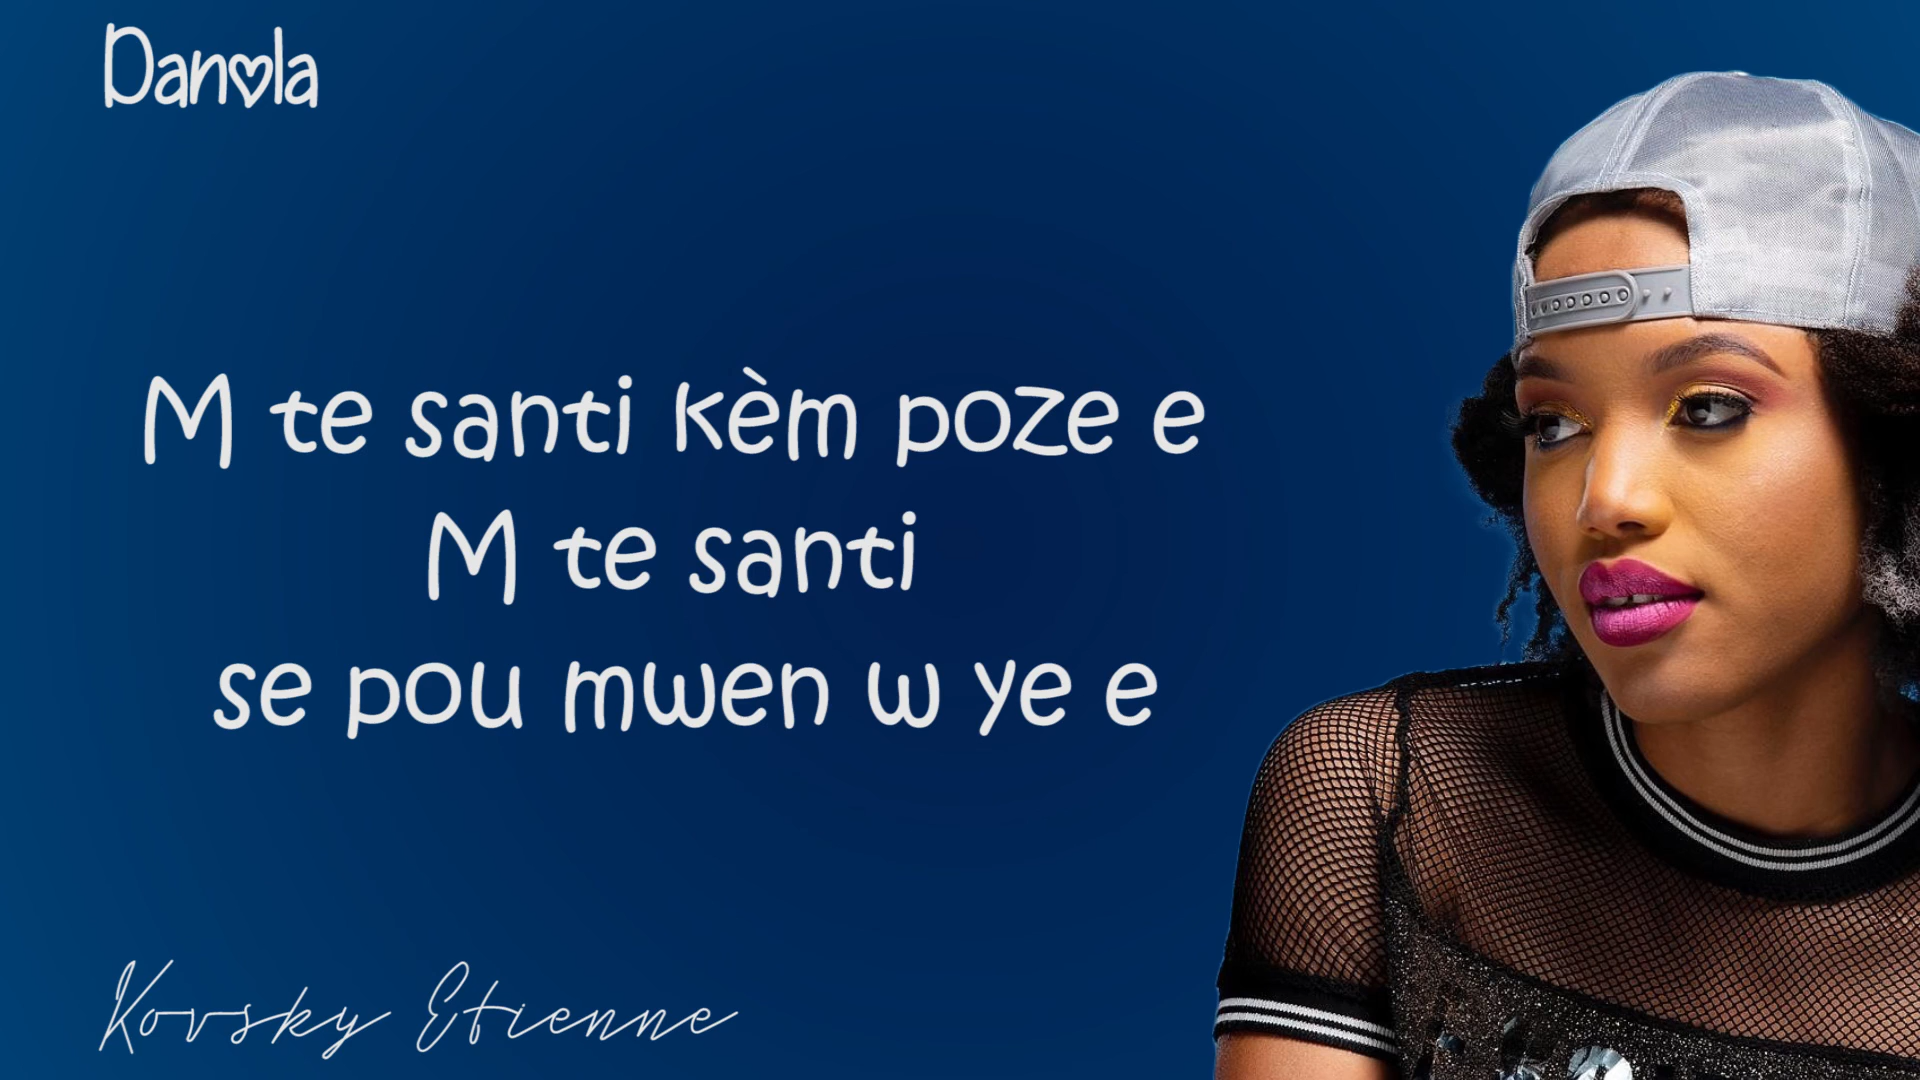 Danola
M te santi kèm poze e
M te santi
se pou mwen w ye e
Kovsky Etienne